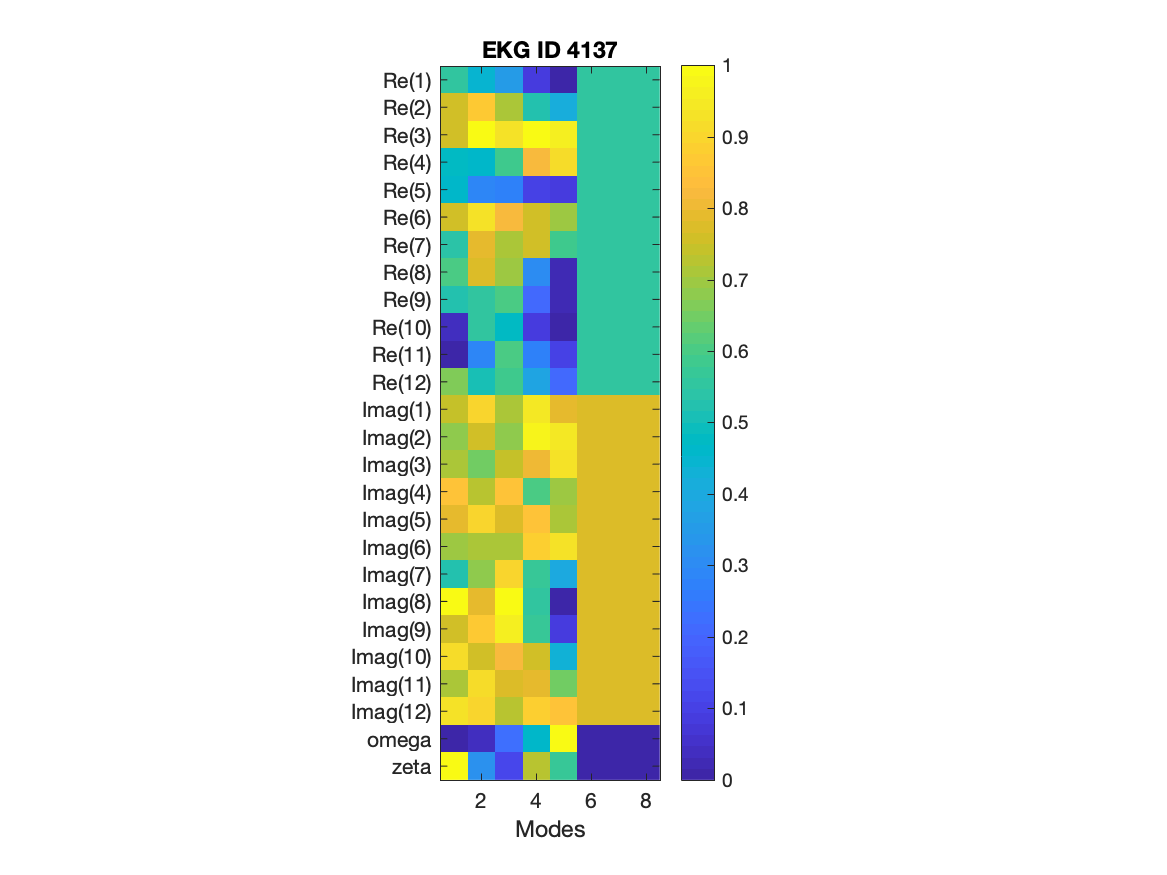 EKG ID 4137
Re(1)
Re(2)
Re(3)
Re(4)
Re(5)
Re(6)
Re(7)
Re(8)
Re(9)
Re(10)
Re(11)
Re(12)
Imag(1)
Imag(2)
Imag(3)
Imag(4)
Imag(5)
Imag(6)
Imag(7)
Imag(8)
Imag(9)
Imag(10)
Imag(11)
Imag(12)
omega
zeta
2 4 6 8
Modes
1
0.9
0.8
0.7
0.6
0.5
0.4
0.3
0.2
0.1
0